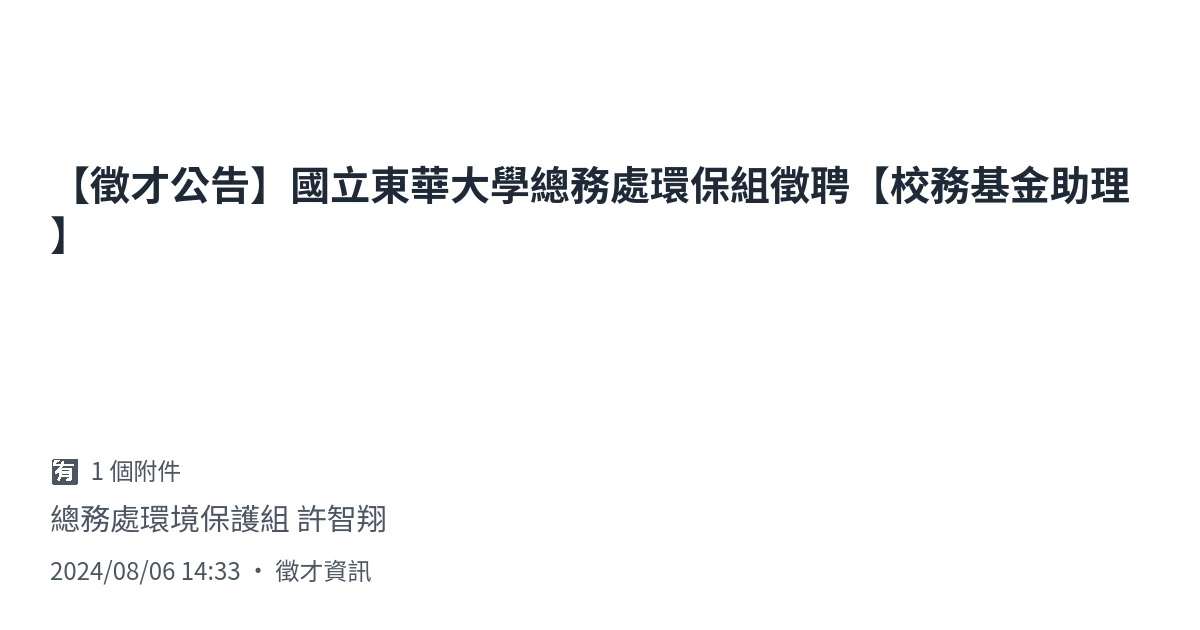 【徵才公告】國立東華大學總務處環保組徵聘【校務基金助理
】
🈶 1 個附件
總務處環境保護組 許智翔
2024/08/06 14:33 • 徵才資訊